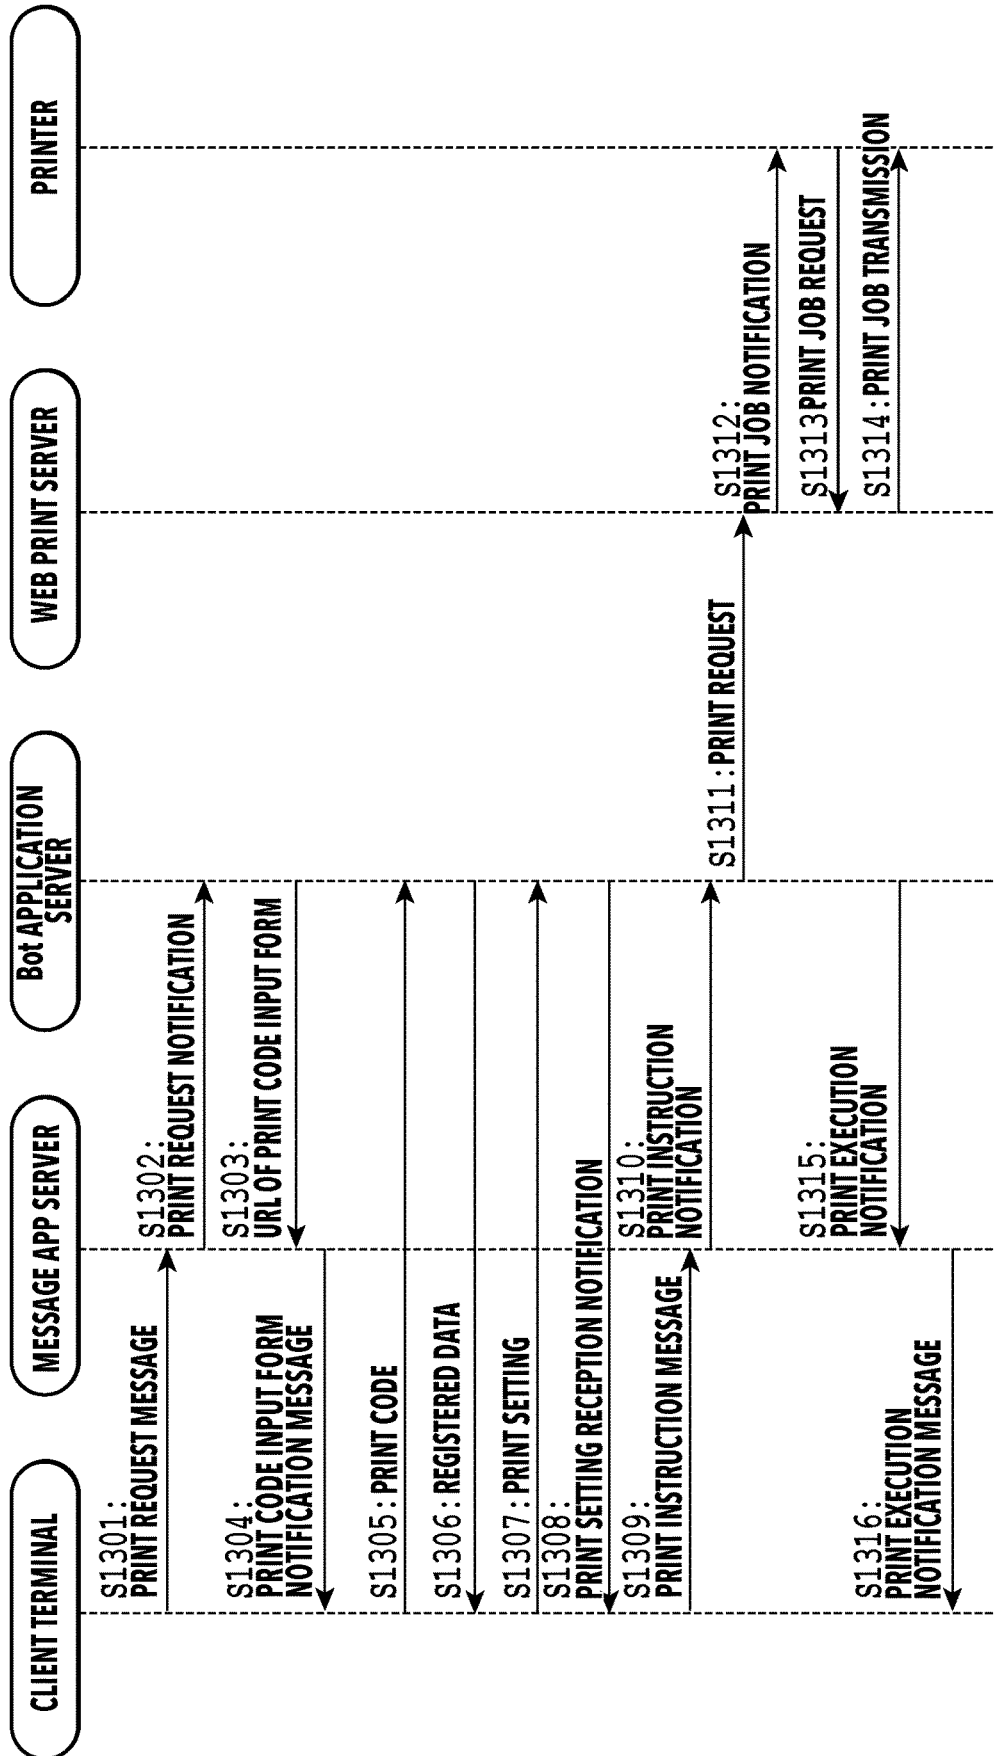 CLIENT TERMINAL
MESSAGE APP SERVER
Bot APPLICATION
SERVER
WEB PRINT SERVER
PRINTER
S1301:
PRINT REQUEST MESSAGE
S1302:
PRINT REQUEST NOTIFICATION
S1303:
URL OF PRINT CODE INPUT FORM
S1304:
PRINT CODE INPUT FORM
NOTIFICATION MESSAGE
S1305: PRINT CODE
S1306: REGISTERED DATA
S1307: PRINT SETTING
S1308:
PRINT SETTING RECEPTION NOTIFICATION
S1309:
PRINT INSTRUCTION MESSAGE
S1310:
PRINT INSTRUCTION
NOTIFICATION
S1311: PRINT REQUEST
S1312:
PRINT JOB NOTIFICATION
S1313 PRINT JOB REQUEST
S1314: PRINT JOB TRANSMISSION
S1315:
PRINT EXECUTION
NOTIFICATION
S1316:
PRINT EXECUTION
NOTIFICATION MESSAGE